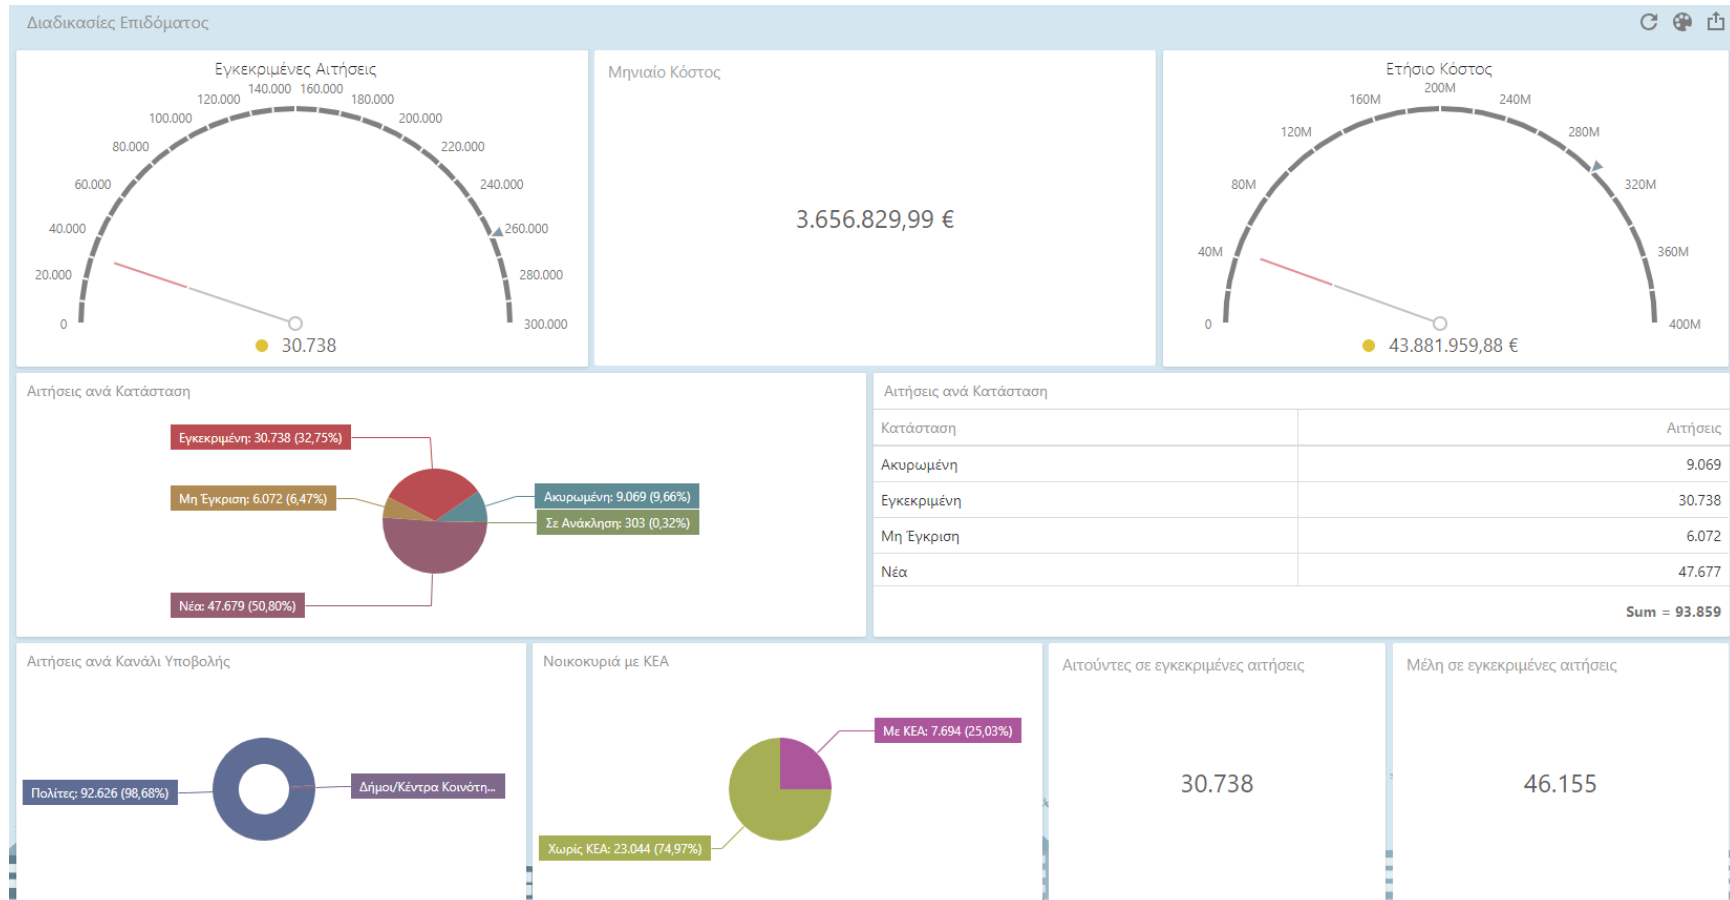 Διαδικασίες Επιδόματος
Εγκεκριμένες Αιτήσεις
0
20.000
40.000
60.000
80.000
100.000
120.000
140.000
160.000
180.000
200.000
220.000
240.000
260.000
280.000
300.000
30.738
Μηνιαίο Κόστος
3.656.829,99 €
Ετήσιο Κόστος
0
40M
80M
120M
160M
200M
240M
280M
320M
360M
400M
43.881.959,88 €
Αιτήσεις ανά Κατάσταση
Εγκεκριμένη: 30.738 (32,75%)
Μη Έγκριση: 6.072 (6,47%)
Ακυρωμένη: 9.069 (9,66%)
Σε Ανάκληση: 303 (0,32%)
Νέα: 47.679 (50,80%)
Αιτήσεις ανά Κατάσταση
Κατάσταση Αιτήσεις
Ακυρωμένη 9.069
Εγκεκριμένη 30.738
Μη Έγκριση 6.072
Νέα 47.677
Sum = 93.859
Αιτήσεις ανά Κανάλι Υποβολής
Πολίτες: 92.626 (98,68%)
Δήμοι/Κέντρα Κοινότη...
Νοικοκυριά με ΚΕΑ
Με ΚΕΑ: 7.694 (25,03%)
Χωρίς ΚΕΑ: 23.044 (74,97%)
Αιτούντες σε εγκεκριμένες αιτήσεις
30.738
Μέλη σε εγκεκριμένες αιτήσεις
46.155